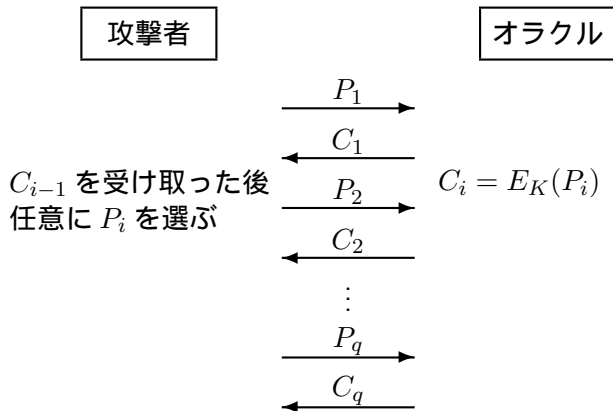 攻撃者
オラクル
P_1
C_1
C_{i-1} を受け取った後
任意に P_i を選ぶ
C_i = E_K(P_i)
P_2
C_2
⋮
P_q
C_q